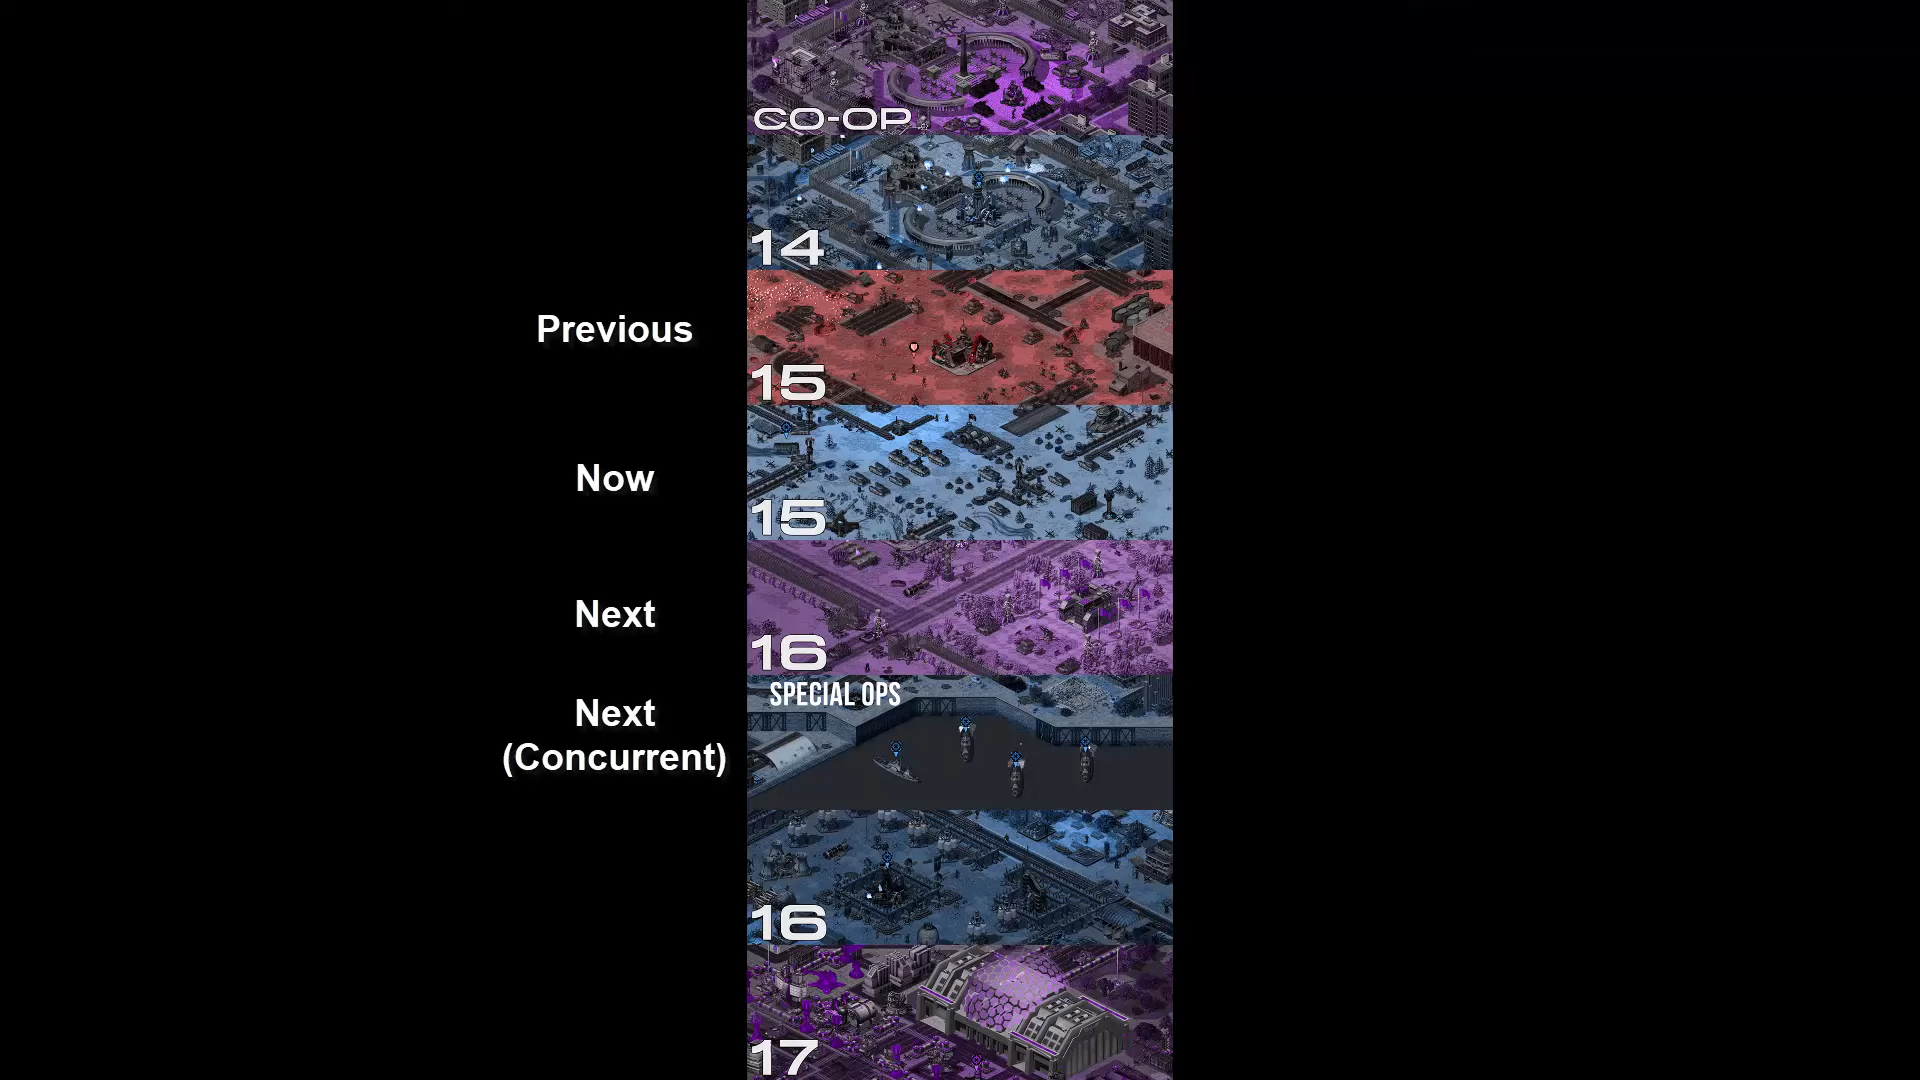 CO-OP
14
Previous
15
Now
15
Next
16
SPECIAL OPS
Next
(Concurrent)
16
17